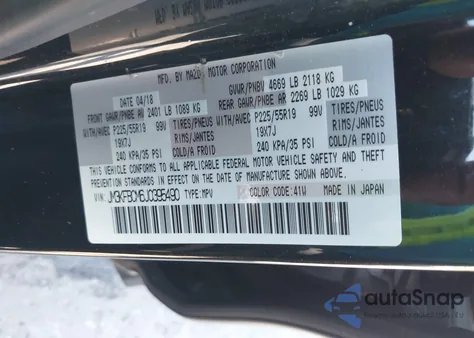 MFD. BY MAZDA MOTOR CORPORATION
DATE 04/18 GVWR/PNBV 4669 LB 2118 KG
FRONT GAWR/PNBE AV 2401 LB 1089 KG REAR GAWR/PNBE AR 2269 LB 1029 KG
WITH/AVEC P225/55R19 99V TIRES/PNEUS WITH/AVEC P225/55R19 99V TIRES/PNEUS
19X7J RIMS/JANTES 19X7J RIMS/JANTES
240 KPA/35 PSI COLD/A FROID 240 KPA/35 PSI COLD/A FROID
THIS VEHICLE CONFORMS TO ALL APPLICABLE FEDERAL MOTOR VEHICLE SAFETY AND
THEFT PREVENTION STANDARDS IN EFFECT ON THE DATE OF MANUFACTURE SHOWN
ABOVE.
VIN: JM3KFBCM6J0395490 TYPE:MPV COLOR CODE:41W MADE IN JAPAN
autoSnap